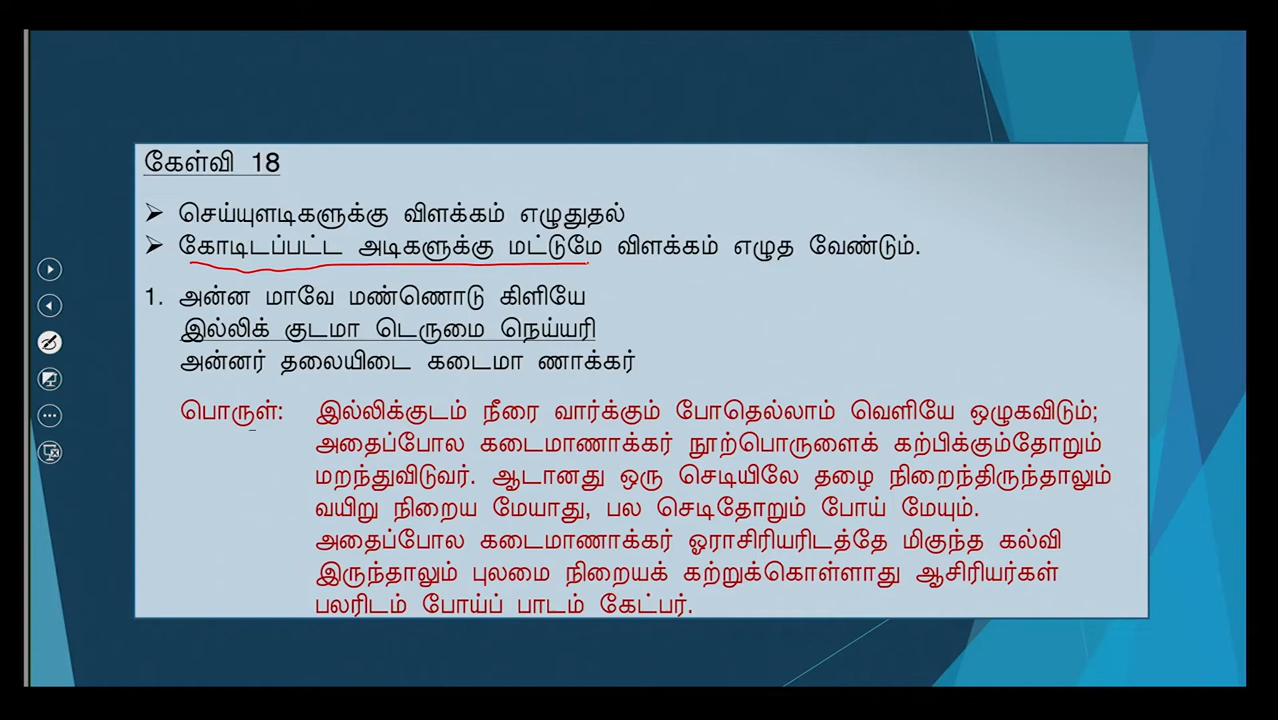 கேள்வி 18
➢ செய்யுளடிகளுக்கு விளக்கம் எழுதுதல்
➢ கோடிடப்பட்ட அடிகளுக்கு மட்டுமே விளக்கம் எழுத வேண்டும்.
1. அன்ன மாவே மண்ணொடு கிளியே
இல்லிக் குடமா டெருமை நெய்யரி
அன்னர் தலையிடை கடைமா ணாக்கர்
பொருள்: இல்லிக்குடம் நீரை வார்க்கும் போதெல்லாம் வெளியே ஒழுகவிடும்;
அதைப்போல கடைமாணாக்கர் நூற்பொருளைக் கற்பிக்கும்தோறும்
மறந்துவிடுவர். ஆடானது ஒரு செடியிலே தழை நிறைந்திருந்தாலும்
வயிறு நிறைய மேயாது, பல செடிதோறும் போய் மேயும்.
அதைப்போல கடைமாணாக்கர் ஓராசிரியரிடத்தே மிகுந்த கல்வி
இருந்தாலும் புலமை நிறையக் கற்றுக்கொள்ளாது ஆசிரியர்கள்
பலரிடம் போய்ப் பாடம் கேட்பர்.